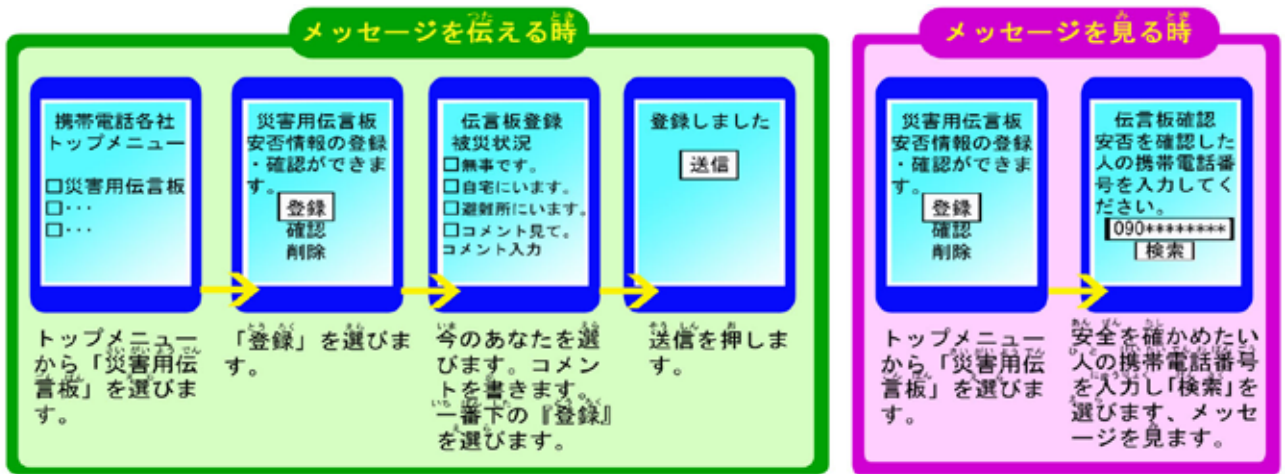 メッセージを伝える時
携帯電話各社
トップメニュー
□災害用伝言板
□・・・
□・・・
トップメニュー
から「災害用伝
言板」を選びま
す。
災害用伝言板
安否情報の登録
・確認ができま
す。
登録
確認
削除
「登録」を選びま
す。
伝言板登録
被災状況
□無事です。
□自宅にいます。
□避難所にいます。
□コメント見て。
コメント入力
今のあなたを選
びます。コメン
トを書きます。
一番下の『登録』
を選びます。
登録しました
送信
送信を押しま
す。
メッセージを見る時
災害用伝言板
安否情報の登録
・確認ができま
す。
登録
確認
削除
トップメニュー
から「災害用伝
言板」を選びま
す。
伝言板確認
安否を確認した
人の携帯電話番
号を入力してく
ださい。
090********
検索
安全を確かめたい
人の携帯電話番号
を入力し「検索」を
選びます、メッセ
ージを見ます。